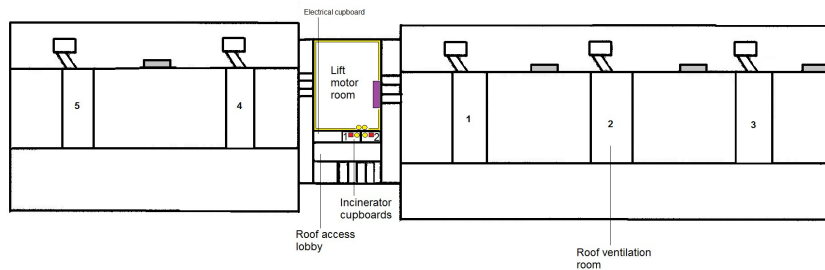 Electrical cupboard
Lift
motor
room
5
4
1
2
3
1
2
Incinerator
cupboards
Roof access
lobby
Roof ventilation
room